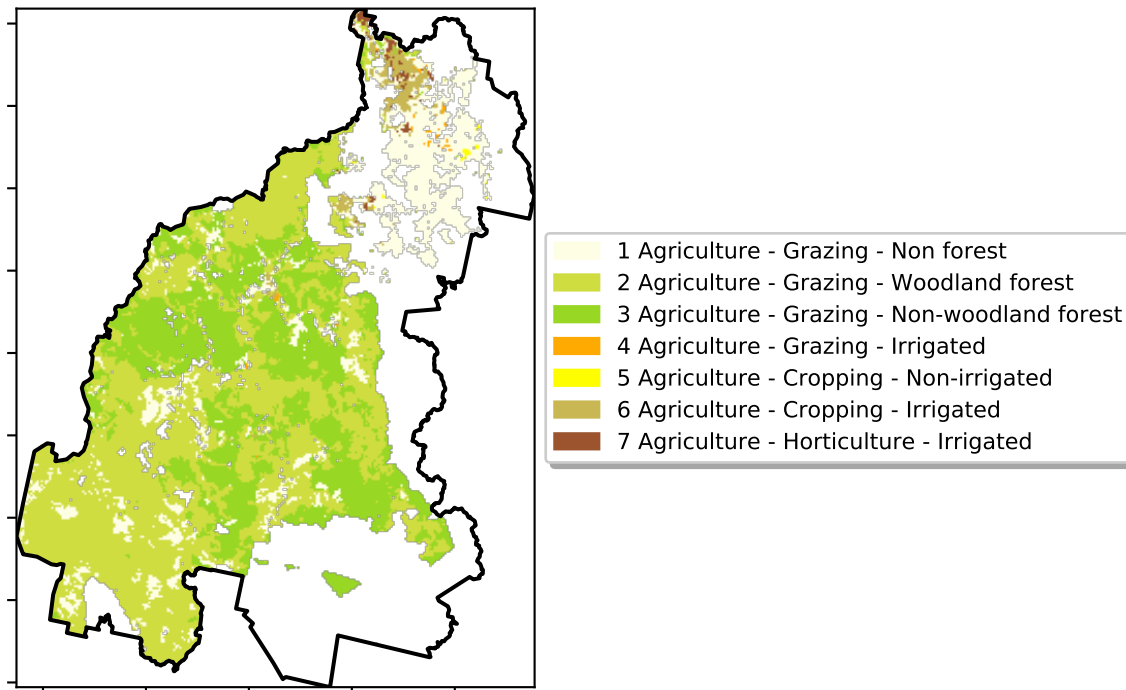 1 Agriculture - Grazing - Non forest
2 Agriculture - Grazing - Woodland forest
3 Agriculture - Grazing - Non-woodland forest
4 Agriculture - Grazing - Irrigated
5 Agriculture - Cropping - Non-irrigated
6 Agriculture - Cropping - Irrigated
7 Agriculture - Horticulture - Irrigated